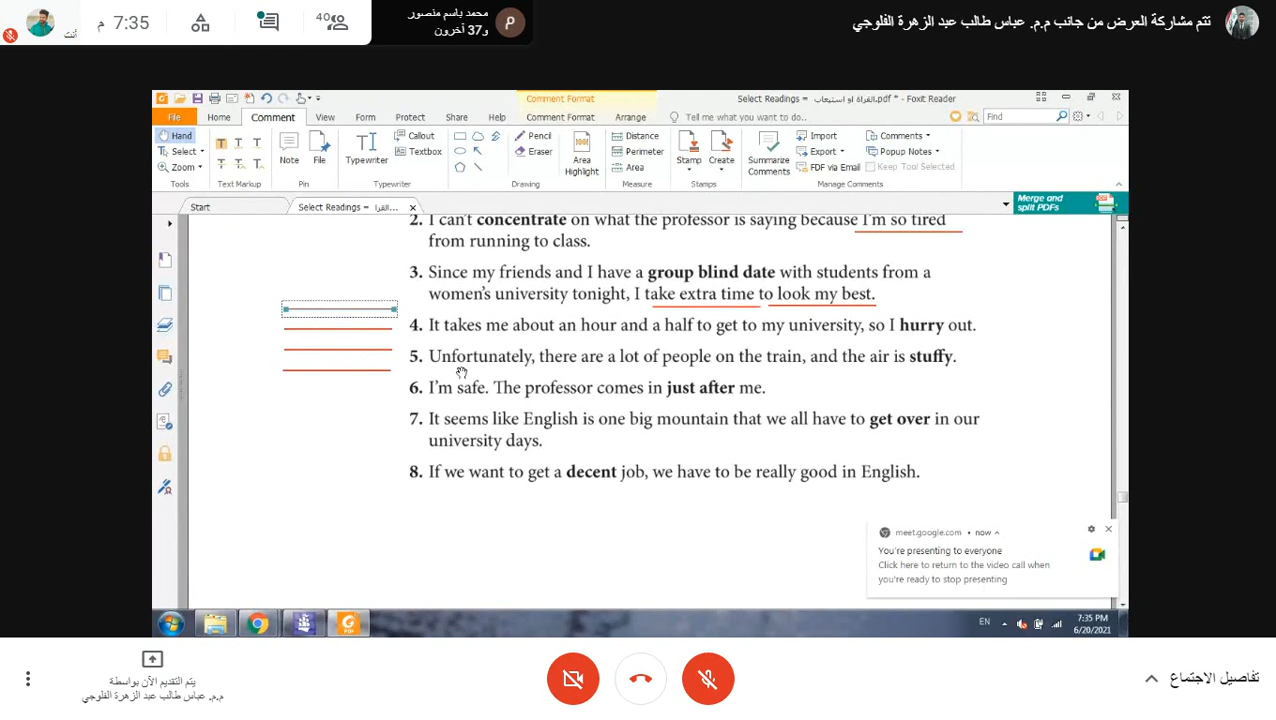 تتم مشاركة العرض من جانب م.م. عباس طالب عبد الزهرة الفلوجي
محمد باسم منصور
و37 آخرون
م
40
7:35 م
أنت
Comment Format
Select Readings = القراة او استيعاب.pdf * - Foxit Reader
File Home Comment View Form Protect Share Help Comment Format Arrange Tell me what you want to do.. Find
Hand
Select
Zoom
Tools
Text Markup
Note
File
Pin
Typewriter
Callout
Textbox
Typewriter
Pencil
Eraser
Area
Highlight
Drawing
Distance
Perimeter
Area
Measure
Stamp
Create
Stamps
Summarize
Comments
Import
Export
FDF via Email
Comments
Popup Notes
Keep Tool Selected
Manage Comments
Start
Select Readings = القرا...
Merge and
split PDFs
2. I can't concentrate on what the professor is saying because I'm so tired
from running to class.
3. Since my friends and I have a group blind date with students from a
women's university tonight, I take extra time to look my best.
4. It takes me about an hour and a half to get to my university, so I hurry out.
5. Unfortunately, there are a lot of people on the train, and the air is stuffy.
6. I'm safe. The professor comes in just after me.
7. It seems like English is one big mountain that we all have to get over in our
university days.
8. If we want to get a decent job, we have to be really good in English.
meet.google.com • now
You're presenting to everyone
Click here to return to the video call when
you're ready to stop presenting
EN
7:35 PM
6/20/2021
يتم التقديم الآن بواسطة
م.م. عباس طالب عبد الزهرة الفلوجي
تفاصيل الاجتماع